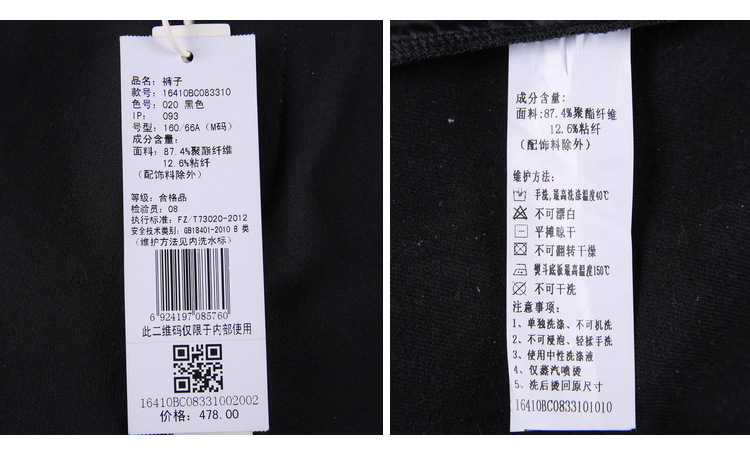 品名: 裤子
款号: 16410BC083310
色号: 020 黑色
IP: 093
号型: 160/66A (M码)
成分含量:
面料: 87.4%聚酯纤维
12.6%粘纤
(配饰料除外)
等级: 合格品
检验员: 08
执行标准: FZ/T73020-2012
安全技术类别: GB18401-2010 B 类
(维护方法见内洗水标)
6 924197 085760
此二维码仅限于内部使用
16410BC08331002002
价格: 478.00
成分含量:
面料: 87.4%聚酯纤维
12.6%粘纤
(配饰料除外)
维护方法:
手洗,最高洗涤温度40℃
不可漂白
平摊晾干
不可翻转干燥
熨斗底板最高温度150℃
不可干洗
注意事项:
1、单独洗涤、不可机洗
2、不可浸泡、轻揉手洗
3、使用中性洗涤液
4、仅蒸汽喷烫
5、洗后烫回原尺寸
16410BC0833101010